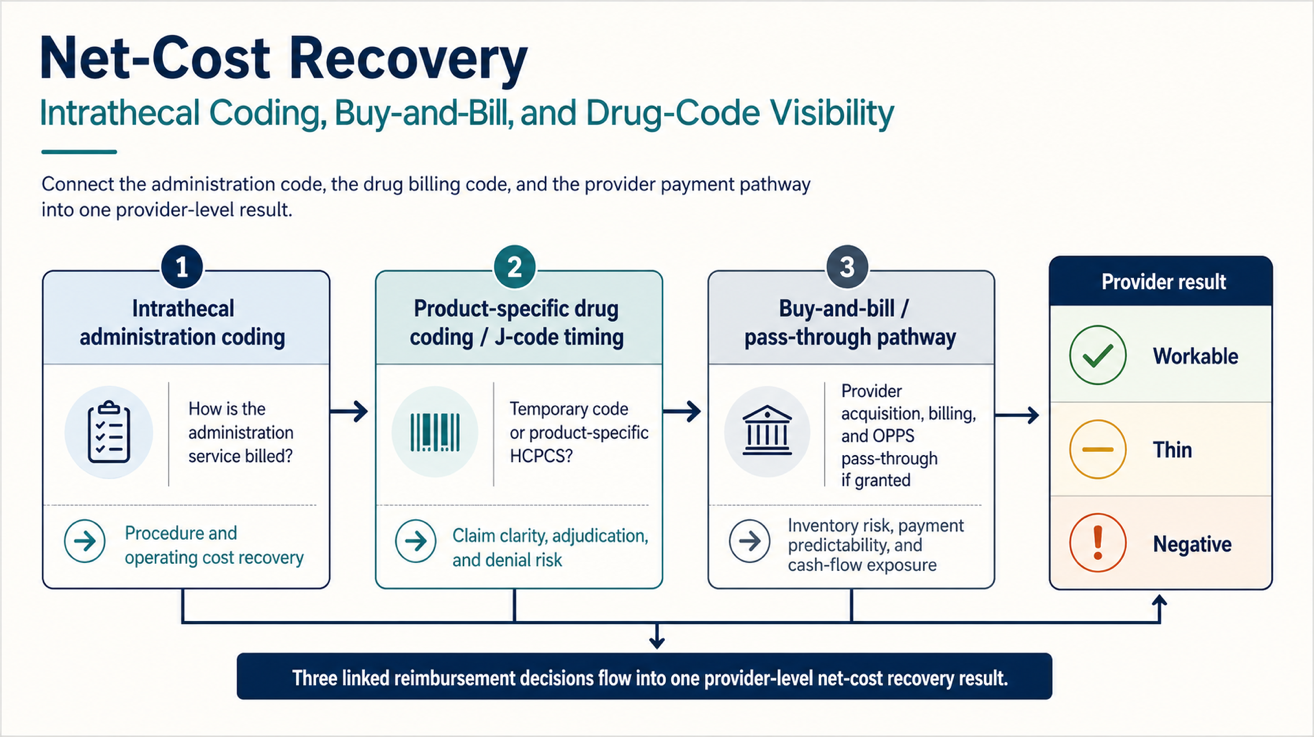 Net-Cost Recovery
Intrathecal Coding, Buy-and-Bill, and Drug-Code Visibility
Connect the administration code, the drug billing code, and the provider payment pathway
into one provider-level result.
1
Intrathecal
administration coding
How is the
administration
service billed?
Procedure and
operating cost recovery
2
Product-specific drug
coding / J-code timing
Temporary code
or product-specific
HCPCS?
Claim clarity, adjudication,
and denial risk
3
Buy-and-bill /
pass-through pathway
Provider
acquisition, billing,
and OPPS
pass-through
if granted
Inventory risk, payment
predictability, and
cash-flow exposure
Provider result
Workable
Thin
Negative
Three linked reimbursement decisions flow into one provider-level net-cost recovery result.